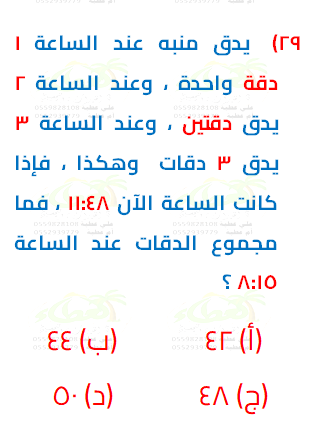 ٢٩) يدق منبه عند الساعة ١
دقة واحدة ، وعند الساعة ٢
يدق دقتين ، وعند الساعة ٣
يدق ٣ دقات وهكذا ، فإذا
كانت الساعة الآن ١١:٤٨ ، فما
مجموع الدقات عند الساعة
٨:١٥ ؟
(أ) ٤٢ (ب) ٤٤
(ج) ٤٨ (د) ٥٠